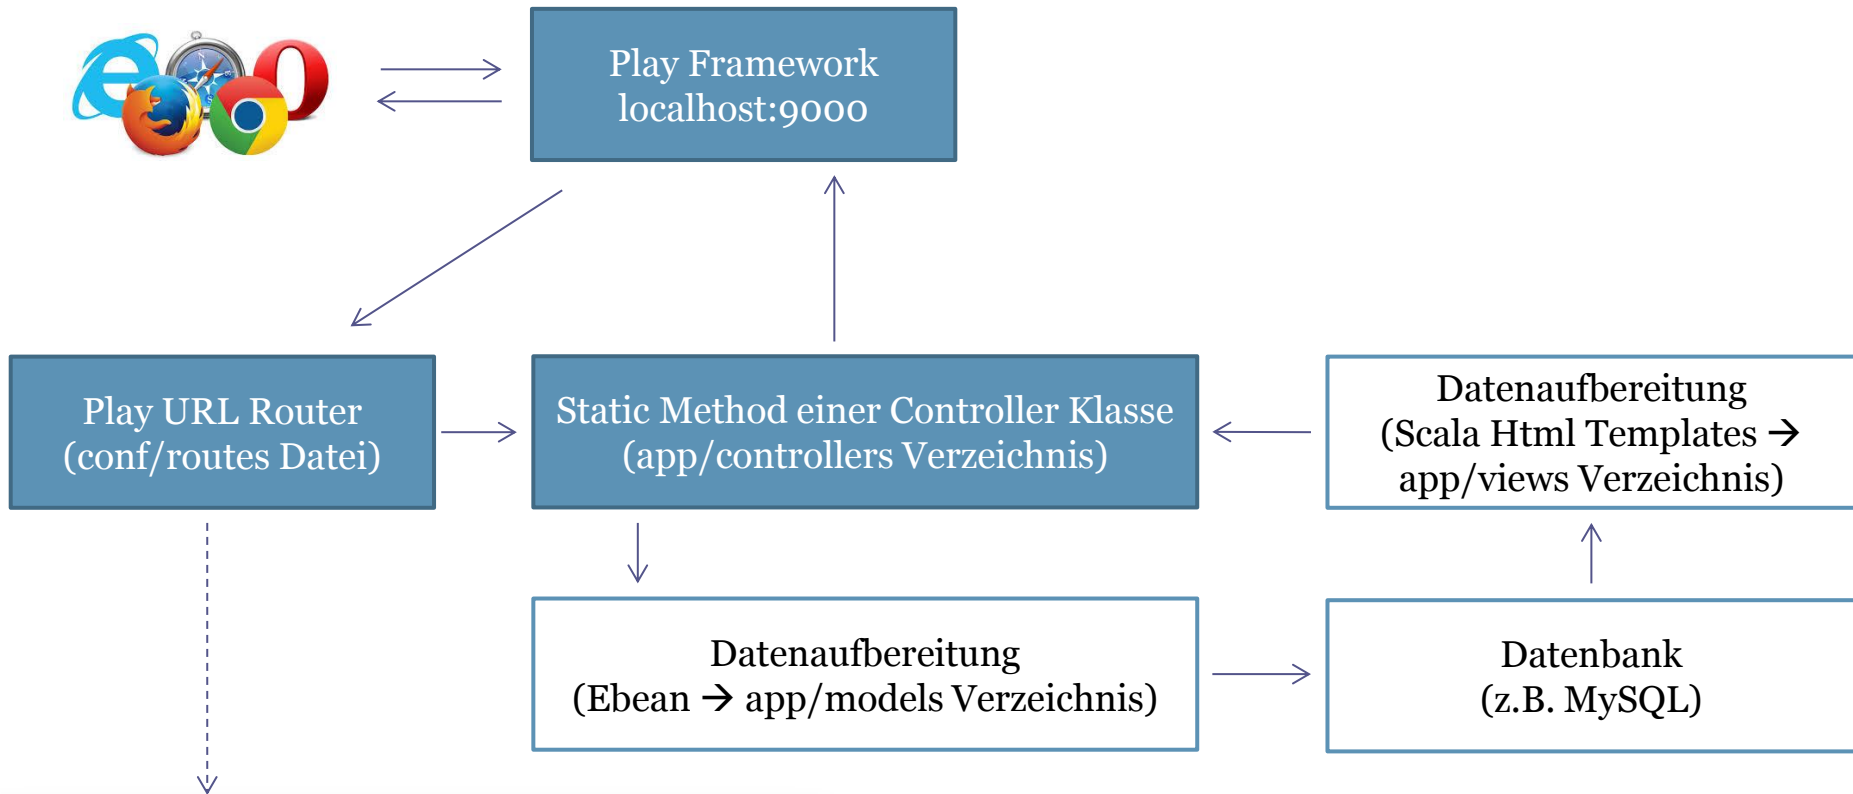 Play Framework
localhost:9000
Play URL Router
(conf/routes Datei)
Static Method einer Controller Klasse
(app/controllers Verzeichnis)
Datenaufbereitung
(Scala Html Templates →
app/views Verzeichnis)
Datenaufbereitung
(Ebean → app/models Verzeichnis)
Datenbank
(z.B. MySQL)